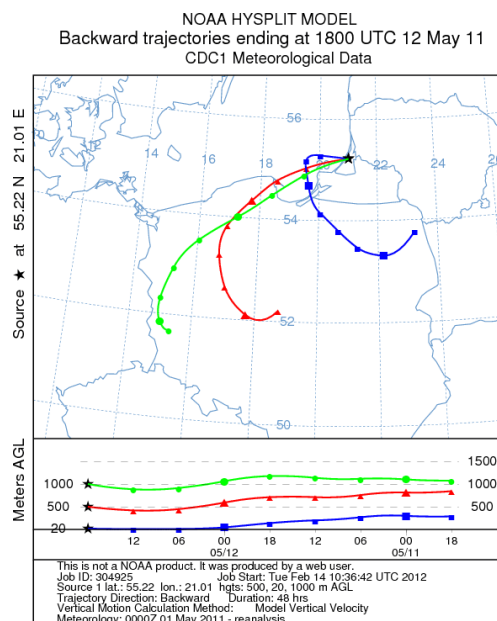 NOAA HYSPLIT MODEL
Backward trajectories ending at 1800 UTC 12 May 11
CDC1 Meteorological Data
Source ★ at 55.22 N 21.01 E
56
14 16 18 22 24 26
54
52
50
Meters AGL
1500
1000 1000
500 500
20
12 06 00 18 12 06 00 18
05/12 05/11
This is not a NOAA product. It was produced by a web user.
Job ID: 304925 Job Start: Tue Feb 14 10:36:42 UTC 2012
Source 1 lat.: 55.22 lon.: 21.01 hgts: 500, 20, 1000 m AGL
Trajectory Direction: Backward Duration: 48 hrs
Vertical Motion Calculation Method: Model Vertical Velocity
Meteorology: 0000Z 01 May 2011 - reanalysis